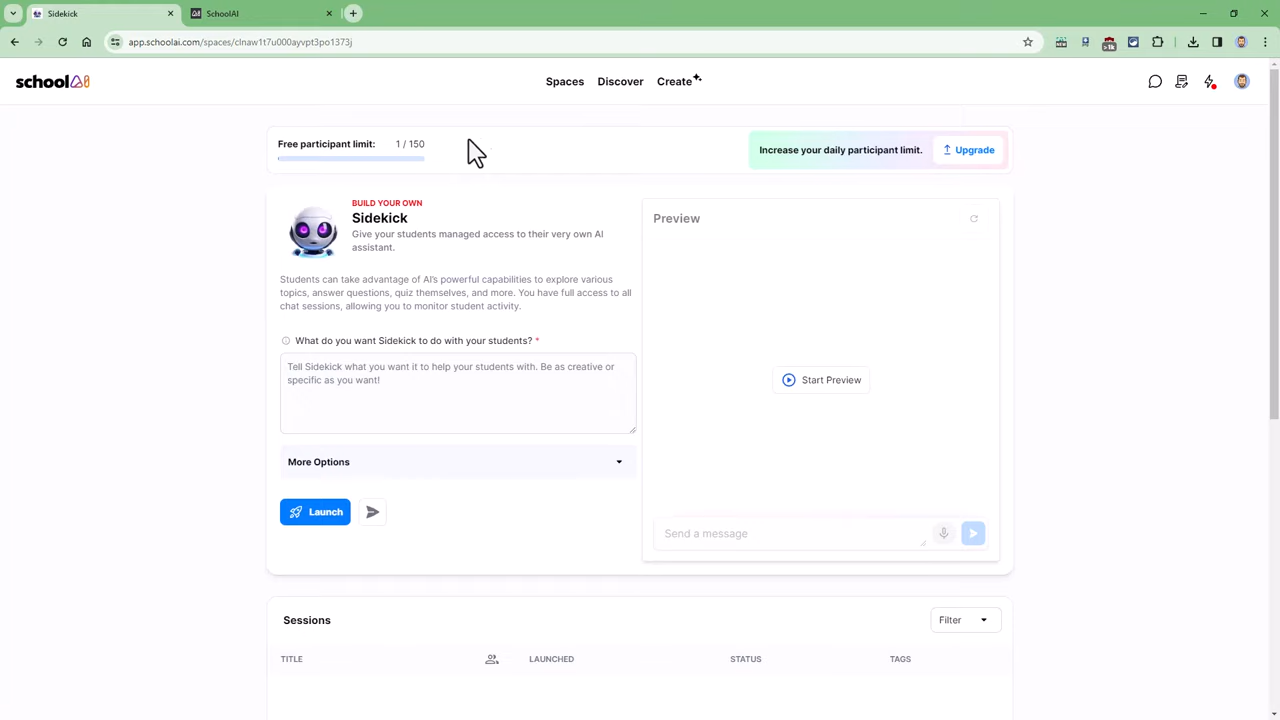 Sidekick
SchoolAI
app.schoolai.com/spaces/clnaw1t7u000ayvpt3po1373j
>1k
schoolAI
Spaces
Discover
Create
Free participant limit:
1 / 150
Increase your daily participant limit.
Upgrade
BUILD YOUR OWN
Sidekick
Give your students managed access to their very own AI
assistant.
Students can take advantage of AI's powerful capabilities to explore various
topics, answer questions, quiz themselves, and more. You have full access to all
chat sessions, allowing you to monitor student activity.
What do you want Sidekick to do with your students? *
Tell Sidekick what you want it to help your students with. Be as creative or
specific as you want!
More Options
Launch
Preview
Start Preview
Send a message
Sessions
Filter
TITLE
LAUNCHED
STATUS
TAGS